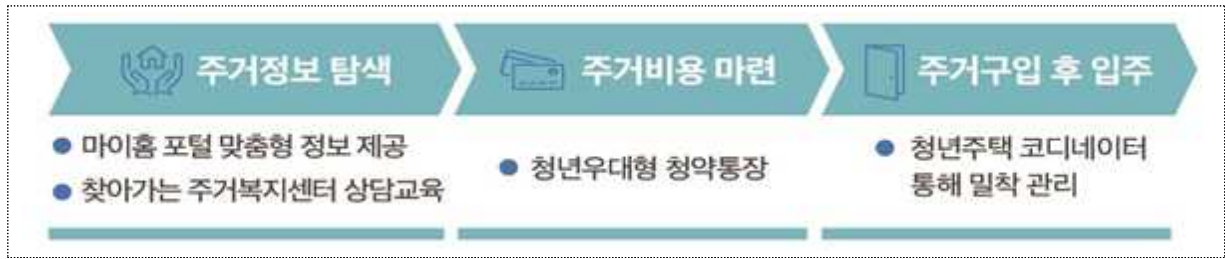 주거정보 탐색
주거비용 마련
주거구입 후 입주
● 마이홈 포털 맞춤형 정보 제공
● 찾아가는 주거복지센터 상담교육
● 청년우대형 청약통장
● 청년주택 코디네이터
통해 밀착 관리